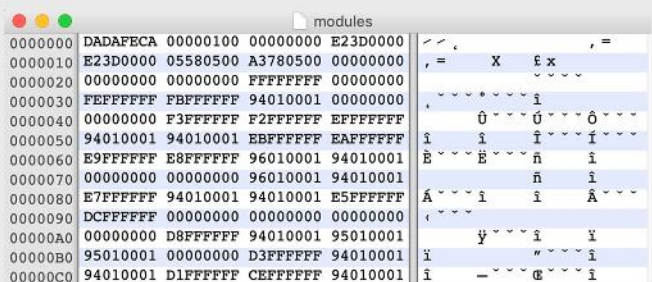 modules
0000000 DADAFECA 00000100 00000000 E23D0000 , =
0000010 E23D0000 05580500 A3780500 00000000 , = X £ x
0000020 00000000 00000000 FFFFFFFF 00000000 ˇ ˇ ˇ ˇ
0000030 FEFFFFFF FBFFFFFF 94010001 00000000 ˛ ˇ ˇ ˇ ˚ ˇ ˇ ˇ î
0000040 00000000 F3FFFFFF F2FFFFFF EFFFFFFF Û ˇ ˇ ˇ Ú ˇ ˇ ˇ Ô ˇ ˇ ˇ
0000050 94010001 94010001 EBFFFFFF EAFFFFFF î î Î ˇ ˇ ˇ Í ˇ ˇ ˇ
0000060 E9FFFFFF E8FFFFFF 96010001 94010001 È ˇ ˇ ˇ Ë ˇ ˇ ˇ ñ î
0000070 00000000 00000000 96010001 94010001 ñ î
0000080 E7FFFFFF 94010001 94010001 E5FFFFFF Á ˇ ˇ ˇ î î Â ˇ ˇ ˇ
0000090 DCFFFFFF 00000000 00000000 00000000 ‹ ˇ ˇ ˇ
00000A0 00000000 D8FFFFFF 94010001 95010001 ÿ ˇ ˇ ˇ î ï
00000B0 95010001 00000000 D3FFFFFF 94010001 ï ” ˇ ˇ ˇ î
00000C0 94010001 D1FFFFFF CEFFFFFF 94010001 î — ˇ ˇ ˇ Œ ˇ ˇ ˇ î